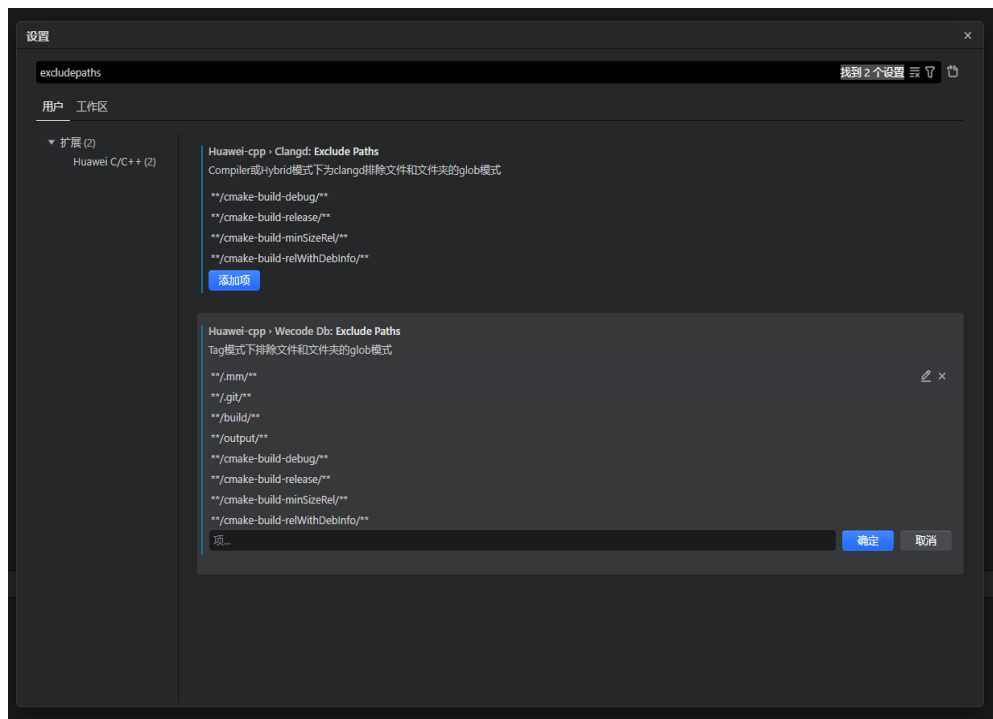 设置
excludepaths
找到 2 个设置
用户 工作区
扩展 (2)
Huawei C/C++ (2)
Huawei-cpp › Clangd: Exclude Paths
Compiler或Hybrid模式下为clangd排除文件和文件夹的glob模式
**/cmake-build-debug/**
**/cmake-build-release/**
**/cmake-build-minSizeRel/**
**/cmake-build-relWithDebInfo/**
添加项
Huawei-cpp › Wecode Db: Exclude Paths
Tag模式下排除文件和文件夹的glob模式
**/.mm/**
**/.git/**
**/build/**
**/output/**
**/cmake-build-debug/**
**/cmake-build-release/**
**/cmake-build-minSizeRel/**
**/cmake-build-relWithDebInfo/**
项...
确定 取消